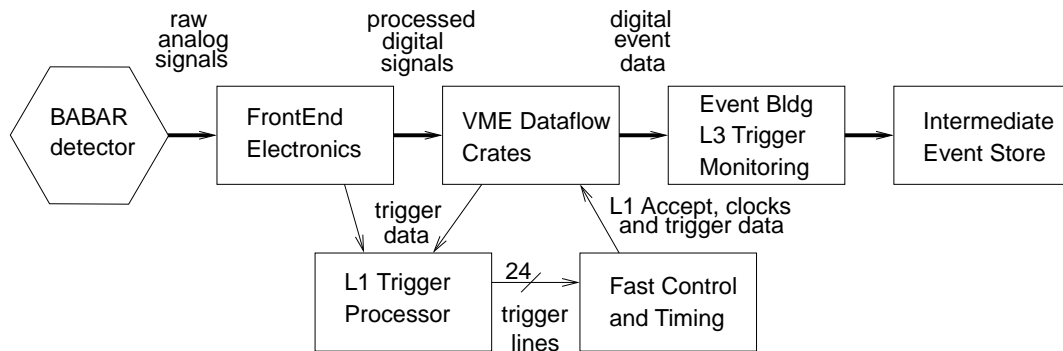 raw
analog
signals
processed
digital
signals
digital
event
data
BABAR
detector
FrontEnd
Electronics
VME Dataflow
Crates
Event Bldg
L3 Trigger
Monitoring
Intermediate
Event Store
trigger
data
L1 Accept, clocks
and trigger data
L1 Trigger
Processor
24
trigger
lines
Fast Control
and Timing